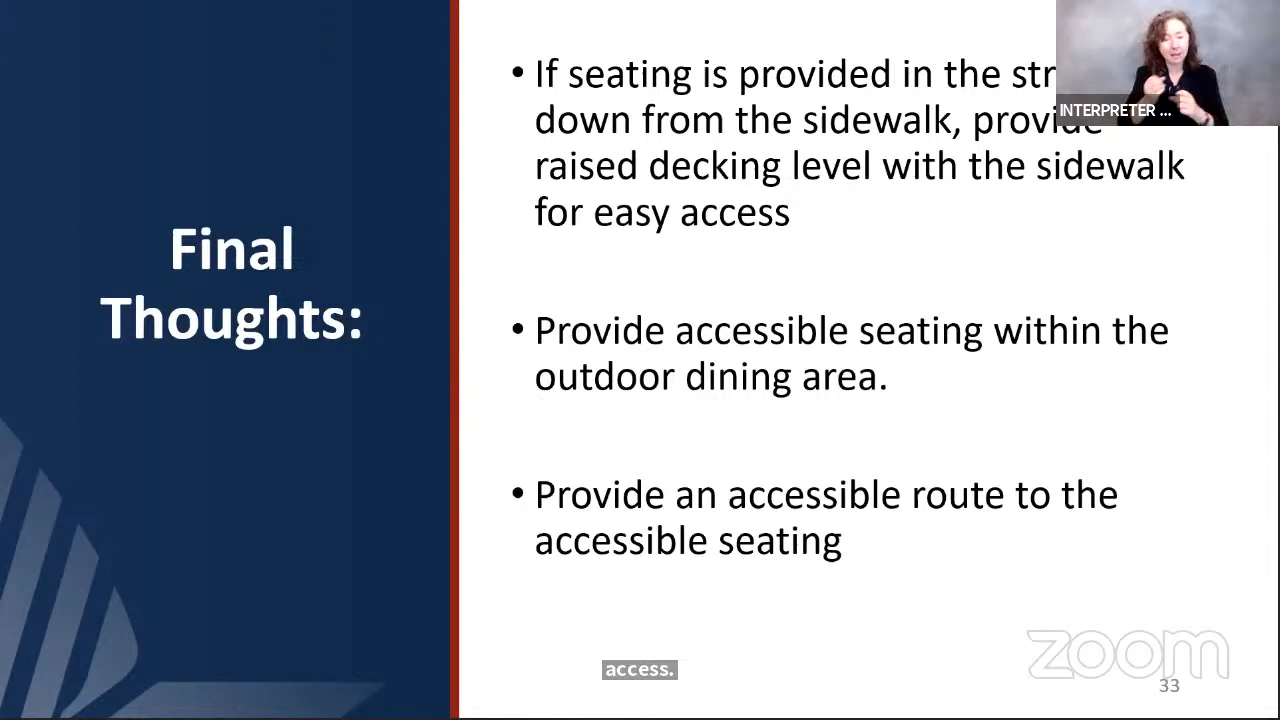 Final
Thoughts:
• If seating is provided in the
down from the sidewalk, provide
raised decking level with the sidewalk
for easy access
• Provide accessible seating within the
outdoor dining area.
• Provide an accessible route to the
accessible seating
INTERPRETER ...
access.
zoom
33